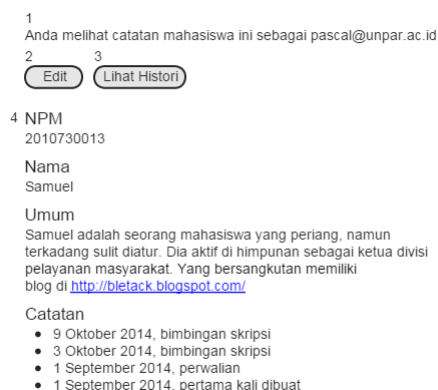 1
Anda melihat catatan mahasiswa ini sebagai pascal@unpar.ac.id
2 3
Edit Lihat Histori
4 NPM
2010730013
Nama
Samuel
Umum
Samuel adalah seorang mahasiswa yang periang, namun
terkadang sulit diatur. Dia aktif di himpunan sebagai ketua divisi
pelayanan masyarakat. Yang bersangkutan memiliki
blog di http://bletack.blogspot.com/
Catatan
• 9 Oktober 2014, bimbingan skripsi
• 3 Oktober 2014, bimbingan skripsi
• 1 September 2014, perwalian
• 1 September 2014, pertama kali dibuat